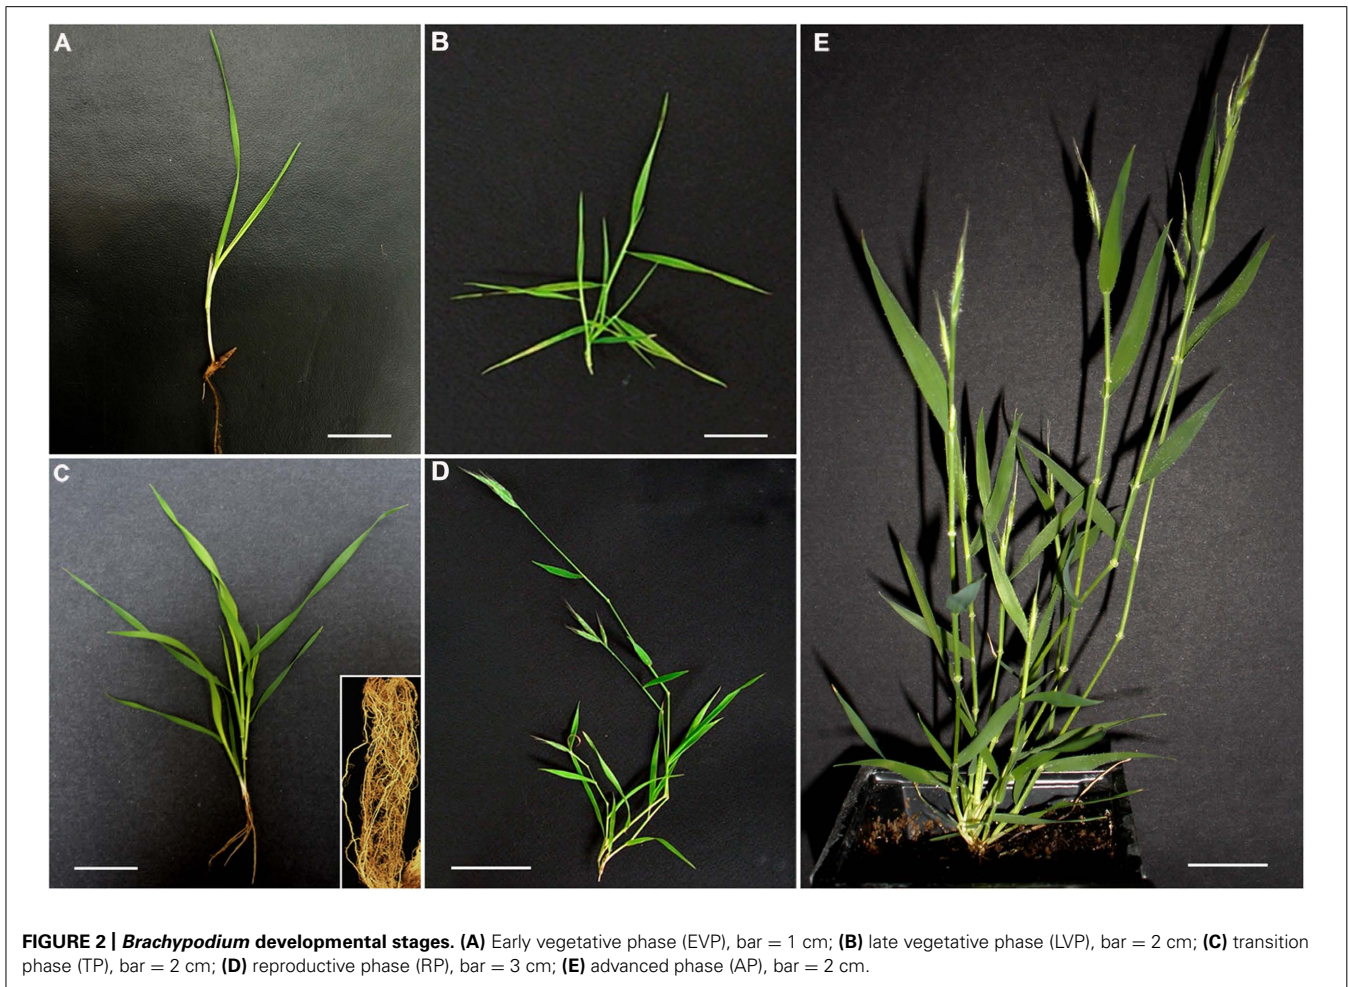 A
B
E
C
D
FIGURE 2 | Brachypodium developmental stages. (A) Early vegetative phase (EVP), bar = 1 cm; (B) late vegetative phase (LVP), bar = 2 cm; (C) transition
phase (TP), bar = 2 cm; (D) reproductive phase (RP), bar = 3 cm; (E) advanced phase (AP), bar = 2 cm.